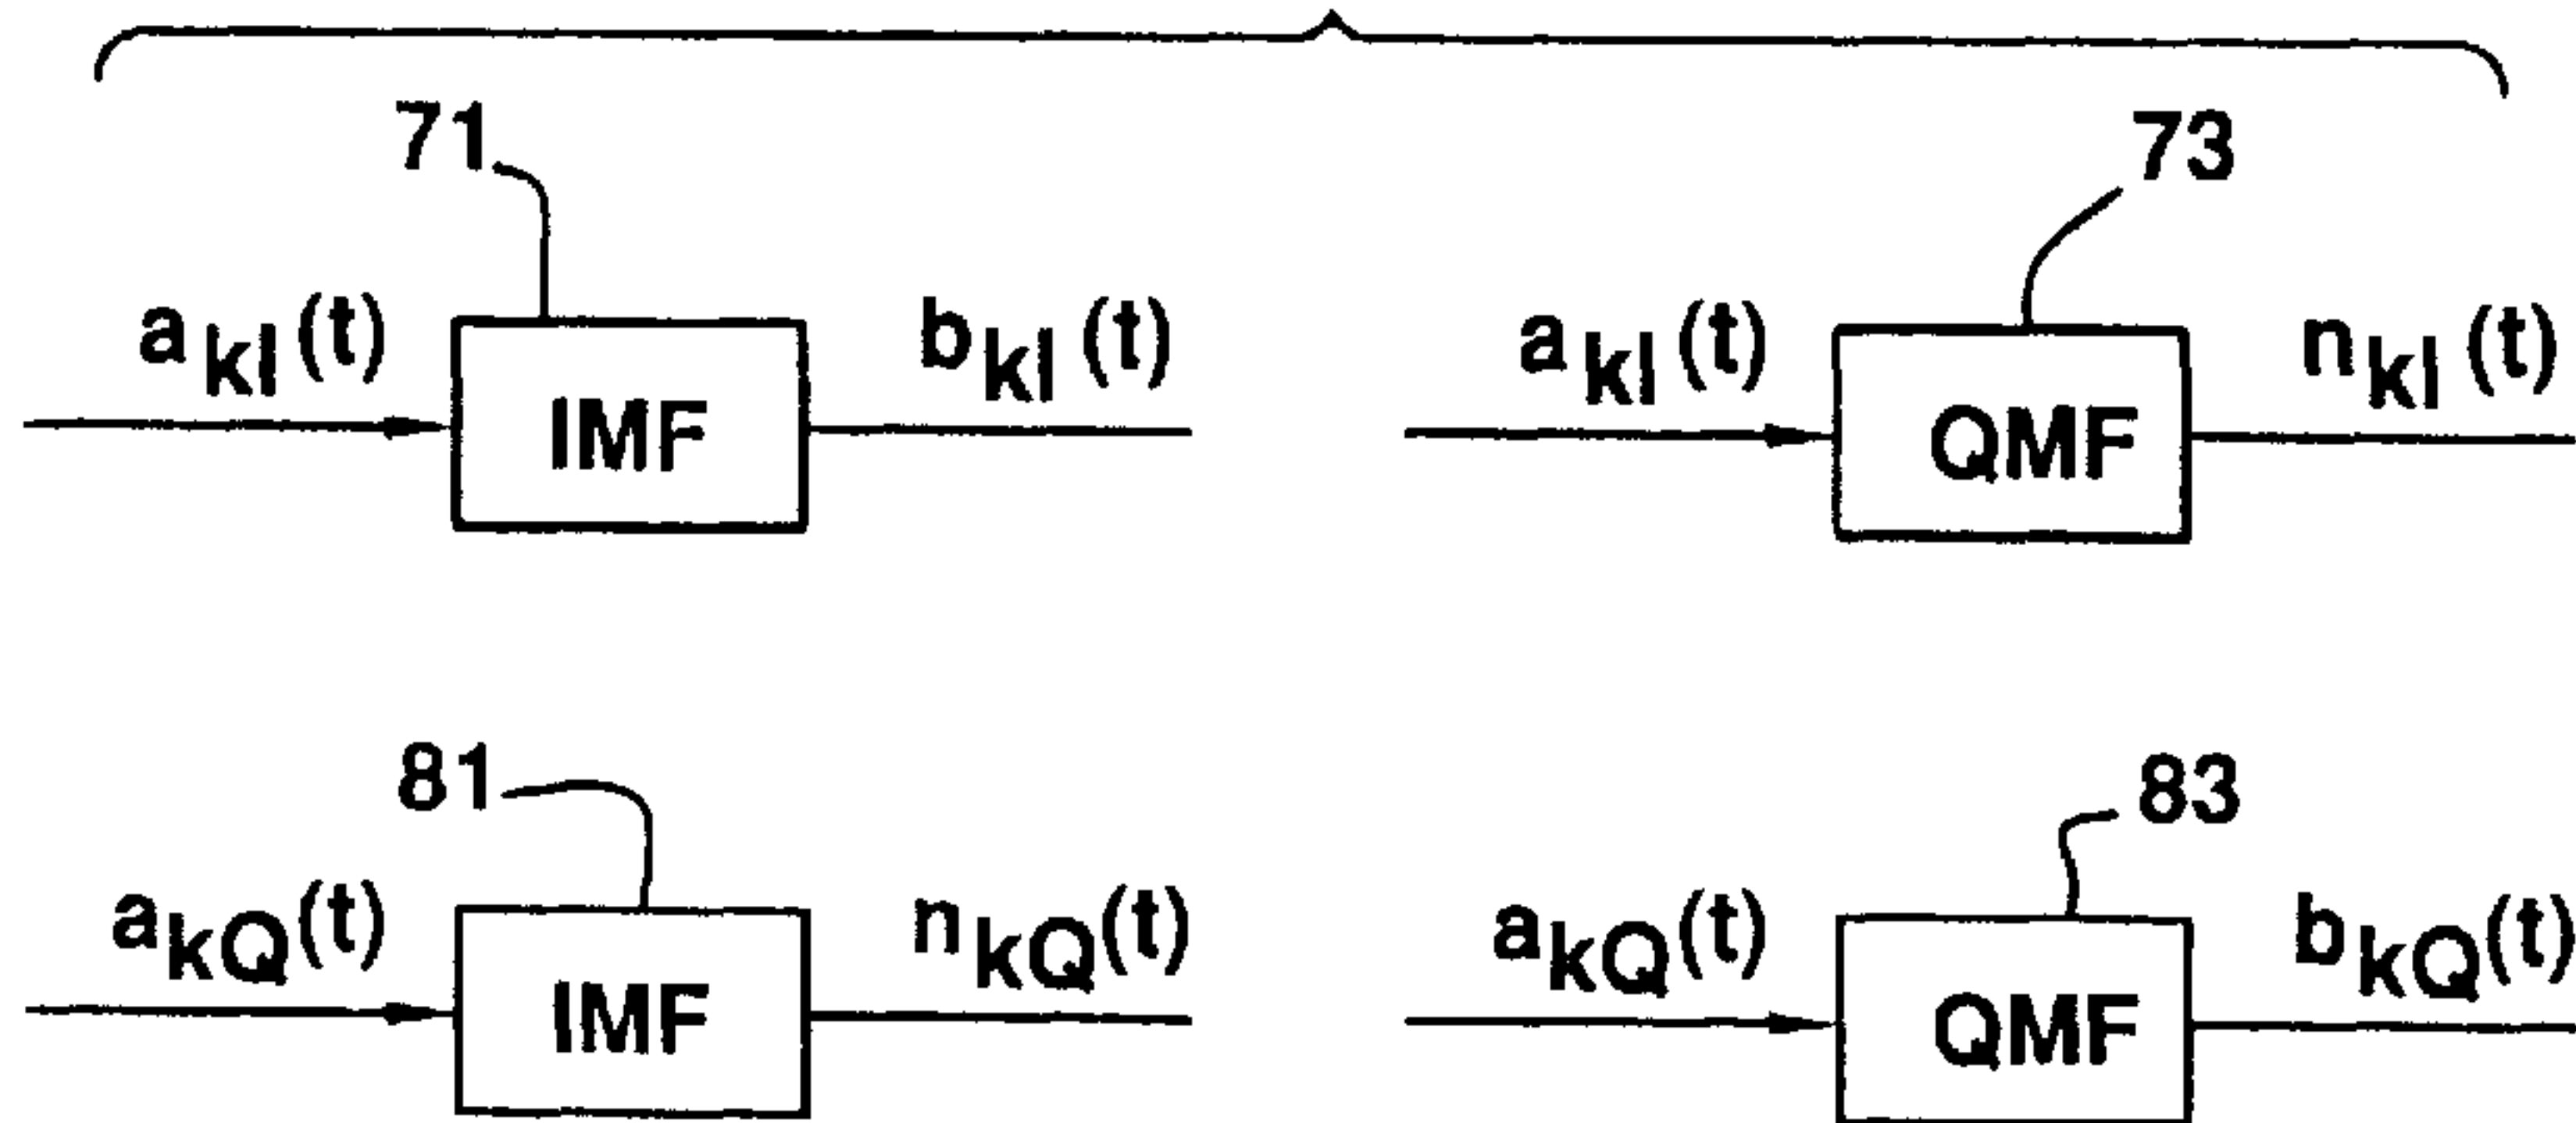 71
73
a_kI(t)
IMF
b_kI(t)
a_kI(t)
QMF
n_kI(t)
81
83
a_kQ(t)
IMF
n_kQ(t)
a_kQ(t)
QMF
b_kQ(t)